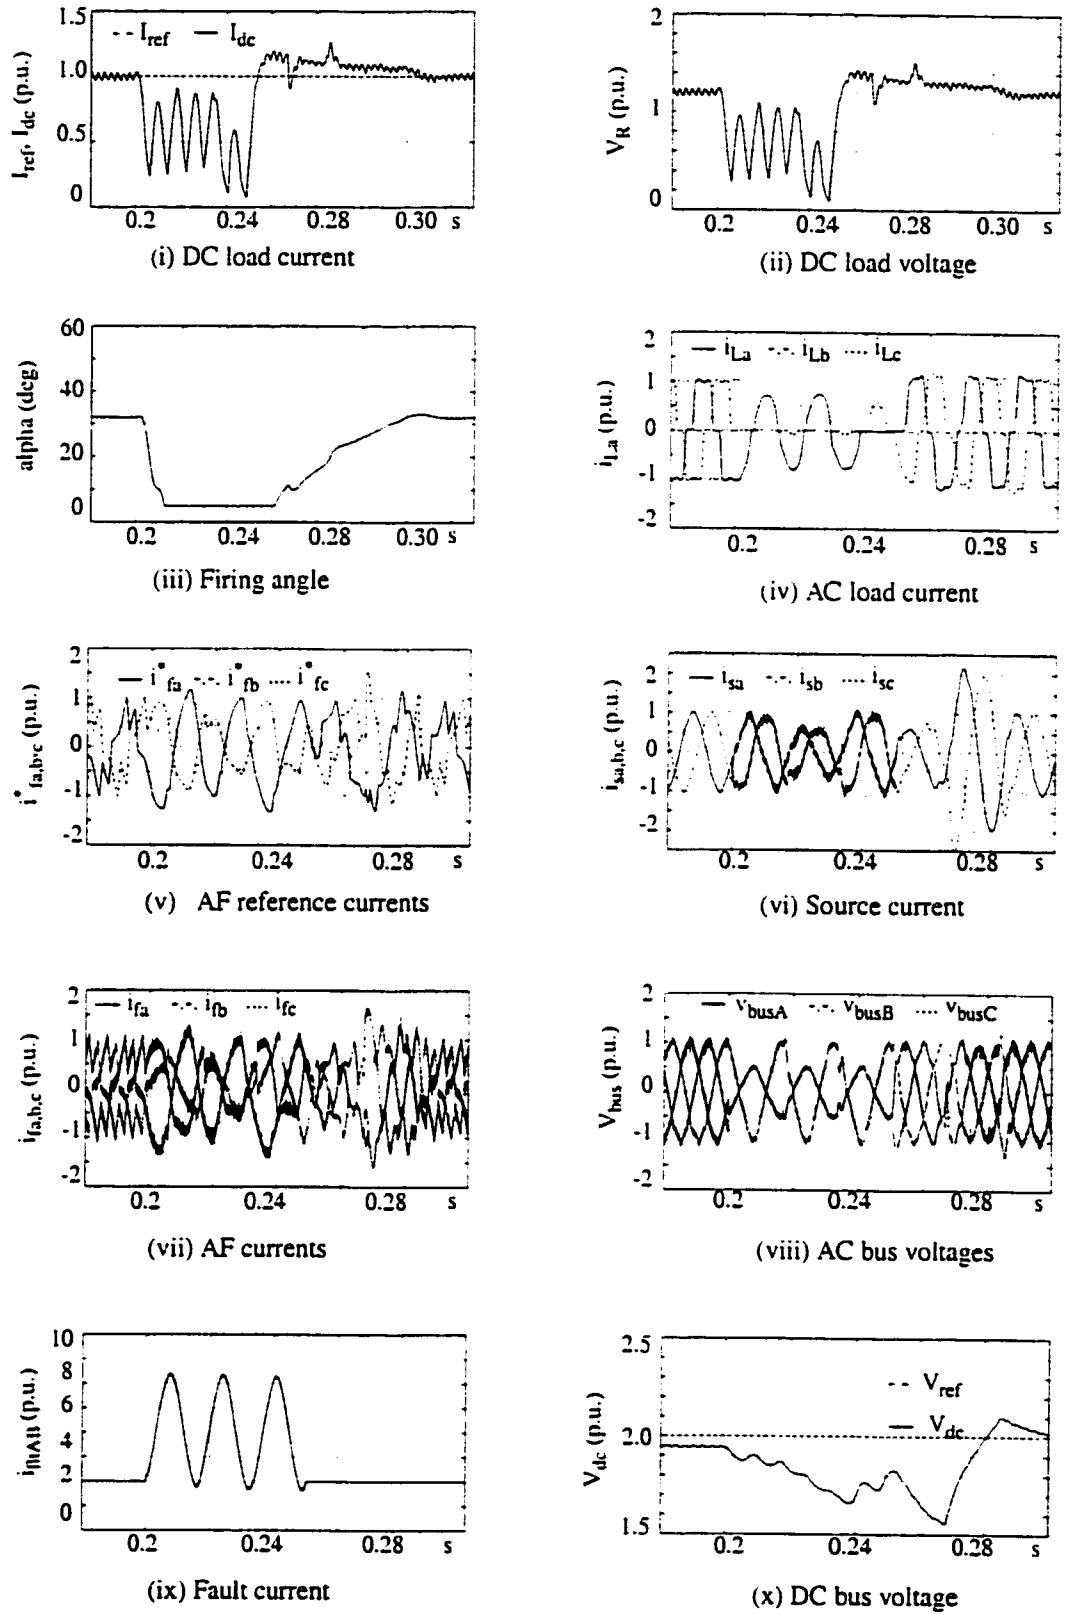 1.5
-- I_ref — I_dc
1.0
0.5
0
I_ref, I_dc (p.u.)
0.2 0.24 0.28 0.30 s
(i) DC load current
2
1
0
V_R (p.u.)
0.2 0.24 0.28 0.30 s
(ii) DC load voltage
60
40
20
0
alpha (deg)
0.2 0.24 0.28 0.30 s
(iii) Firing angle
2
— i_La -·- i_Lb ···· i_Lc
1
0
-1
-2
i_La (p.u.)
0.2 0.24 0.28 s
(iv) AC load current
2
— i*_fa -·- i*_fb ···· i*_fc
1
0
-1
-2
i*_fa,b,c (p.u.)
0.2 0.24 0.28 s
(v) AF reference currents
2
— i_sa -·- i_sb ···· i_sc
1
0
-1
-2
i_sa,b,c (p.u.)
0.2 0.24 0.28 s
(vi) Source current
2
— i_fa -·- i_fb ···· i_fc
1
0
-1
-2
i_fa,b,c (p.u.)
0.2 0.24 0.28 s
(vii) AF currents
2
— v_busA -·- v_busB ···· v_busC
1
0
-1
-2
V_bus (p.u.)
0.2 0.24 0.28 s
(viii) AC bus voltages
10
8
6
4
2
0
(p.u.)
0.2 0.24 s
(ix) Fault current
2.5
-- V_ref
— V_dc
2.0
1.5
V_dc (p.u.)
0.2 0.24 0.28 s
(x) DC bus voltage